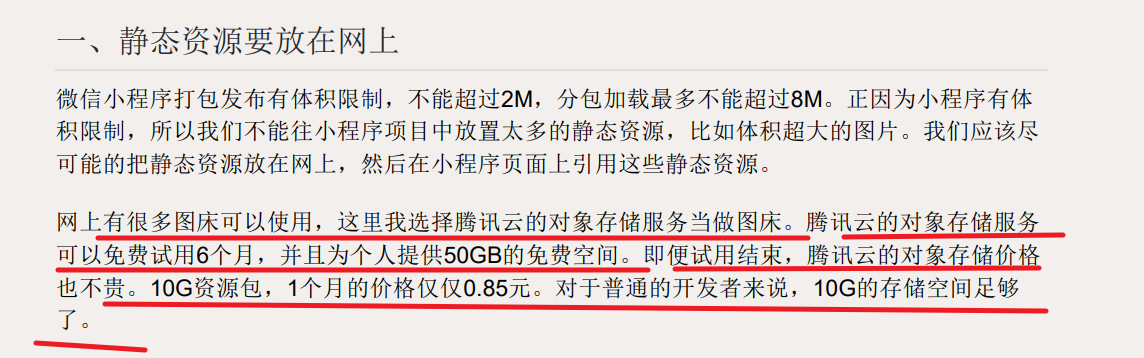 一、静态资源要放在网上
微信小程序打包发布有体积限制，不能超过2M，分包加载最多不能超过8M。正因为小程序有体
积限制，所以我们不能往小程序项目中放置太多的静态资源，比如体积超大的图片。我们应该尽
可能的把静态资源放在网上，然后在小程序页面上引用这些静态资源。
网上有很多图床可以使用，这里我选择腾讯云的对象存储服务当做图床。腾讯云的对象存储服务
可以免费试用6个月，并且为个人提供50GB的免费空间。即便试用结束，腾讯云的对象存储价格
也不贵。10G资源包，1个月的价格仅仅0.85元。对于普通的开发者来说，10G的存储空间足够
了。